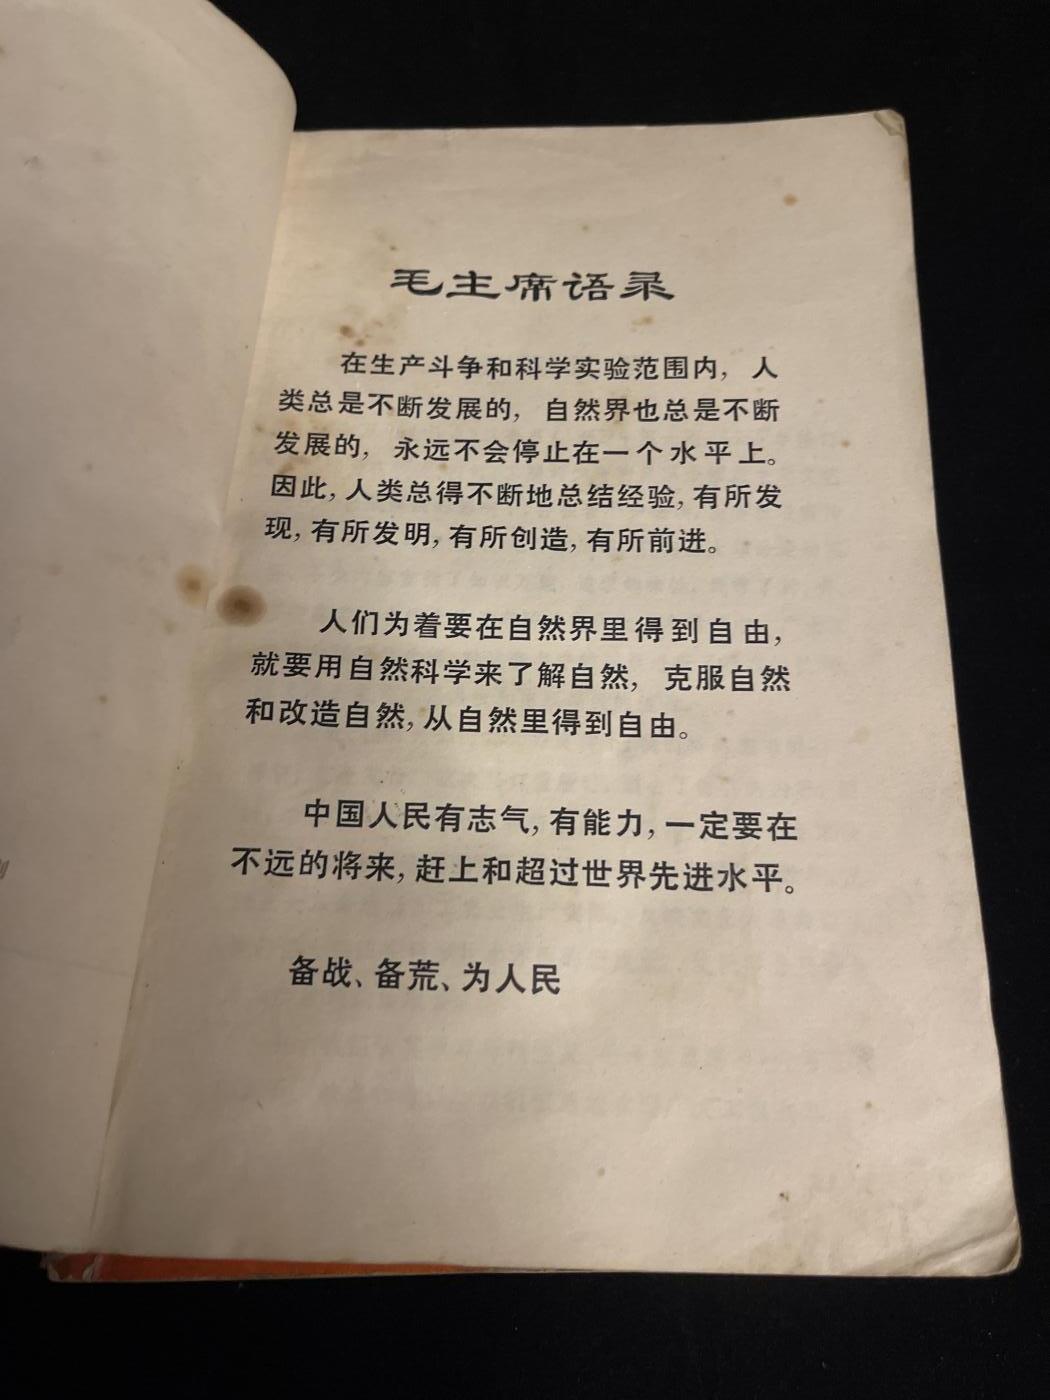 毛主席语录
在生产斗争和科学实验范围内，人
类总是不断发展的，自然界也总是不断
发展的，永远不会停止在一个水平上。
因此，人类总得不断地总结经验，有所发
现，有所发明，有所创造，有所前进。
人们为着要在自然界里得到自由，
就要用自然科学来了解自然，克服自然
和改造自然，从自然里得到自由。
中国人民有志气，有能力，一定要在
不远的将来，赶上和超过世界先进水平。
备战、备荒、为人民